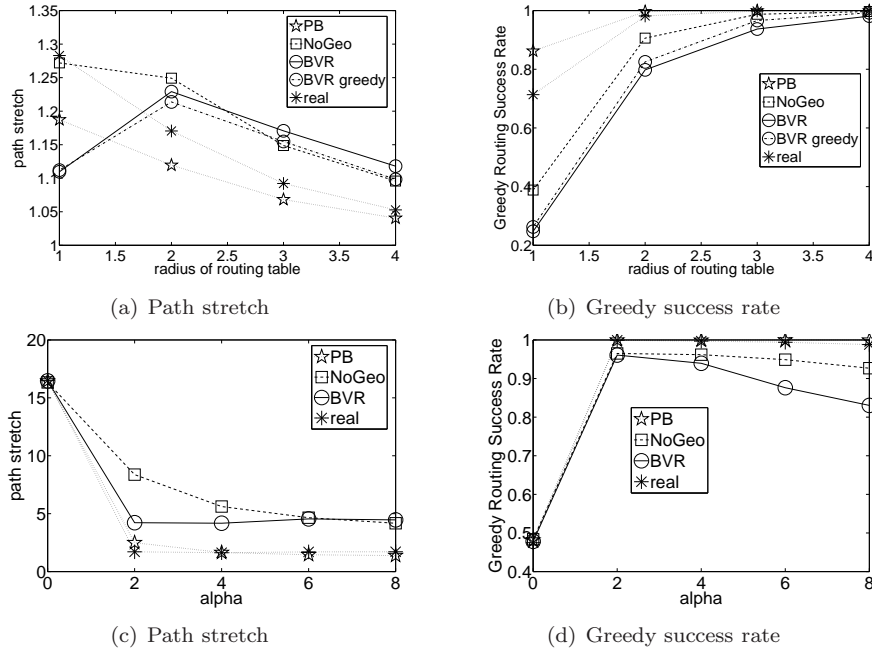 1.35
1.3
1.25
1.2
1.15
1.1
1.05
1
path stretch
PB
NoGeo
BVR
BVR greedy
real
1 1.5 2 2.5 3 3.5 4
radius of routing table
(a) Path stretch
1
0.8
0.6
0.4
0.2
Greedy Routing Success Rate
PB
NoGeo
BVR
BVR greedy
real
1 1.5 2 2.5 3 3.5 4
radius of routing table
(b) Greedy success rate
20
15
10
5
0
path stretch
PB
NoGeo
BVR
real
0 2 4 6 8
alpha
(c) Path stretch
1
0.9
0.8
0.7
0.6
0.5
0.4
Greedy Routing Success Rate
PB
NoGeo
BVR
real
0 2 4 6 8
alpha
(d) Greedy success rate